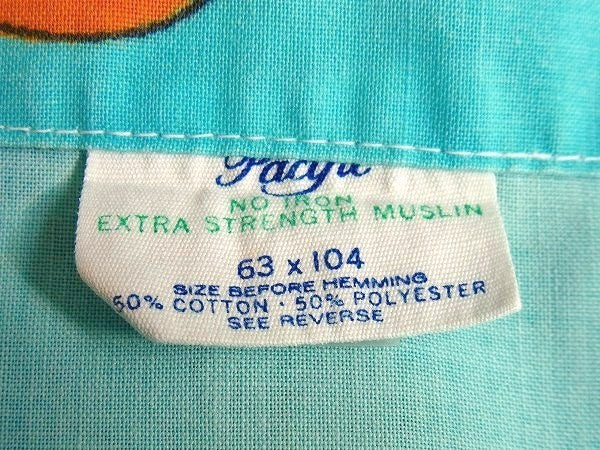 Pacific
NO IRON
EXTRA STRENGTH MUSLIN
63 x 104
SIZE BEFORE HEMMING
50% COTTON · 50% POLYESTER
SEE REVERSE